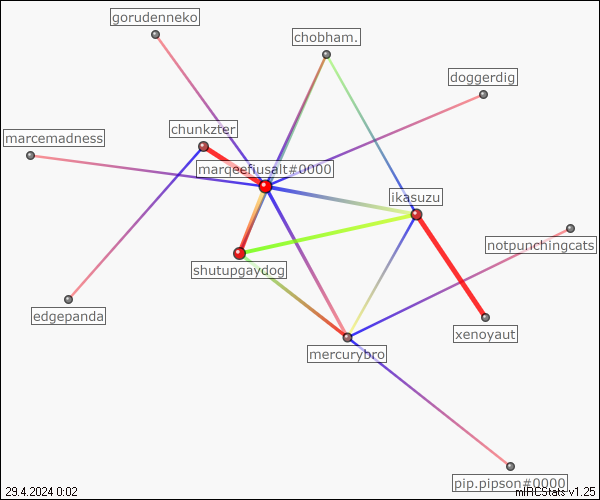 gorudenneko
chobham.
doggerdig
chunkzter
marcemadness
marqeefiusalt#0000
ikasuzu
notpunchingcats
shutupgaydog
edgepanda
xenoyaut
mercurybro
pip.pipson#0000
29.4.2024 0:02
mIRCStats v1.25